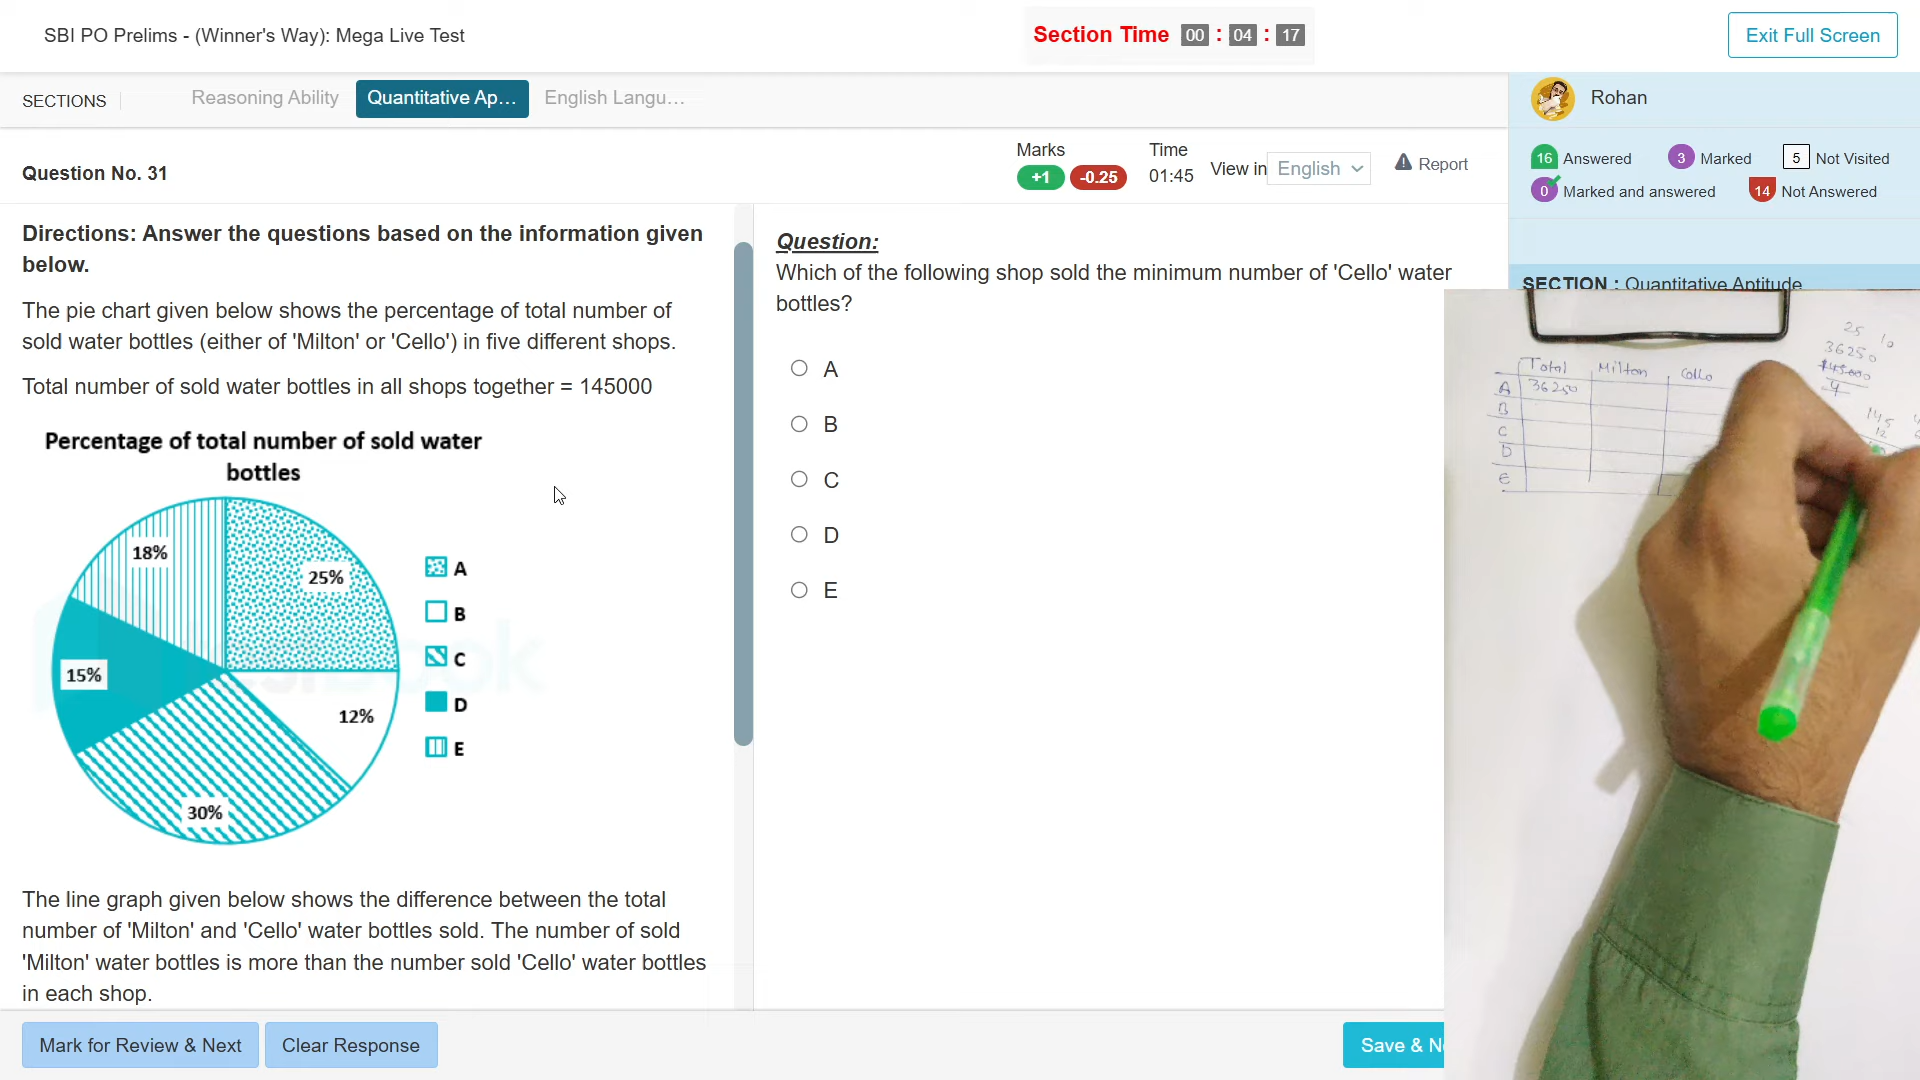 SBI PO Prelims - (Winner's Way): Mega Live Test
Section Time 00 : 04 : 17
Exit Full Screen
SECTIONS
Reasoning Ability
Quantitative Ap...
English Langu...
Rohan
16 Answered
3 Marked
5 Not Visited
0 Marked and answered
14 Not Answered
SECTION : Quantitative Aptitude
Question No. 31
Marks
+1 -0.25
Time
01:45
View in English
Report
Directions: Answer the questions based on the information given
below.
The pie chart given below shows the percentage of total number of
sold water bottles (either of 'Milton' or 'Cello') in five different shops.
Total number of sold water bottles in all shops together = 145000
Percentage of total number of sold water
bottles
18%
25%
15%
12%
30%
A
B
C
D
E
The line graph given below shows the difference between the total
number of 'Milton' and 'Cello' water bottles sold. The number of sold
'Milton' water bottles is more than the number sold 'Cello' water bottles
in each shop.
Question:
Which of the following shop sold the minimum number of 'Cello' water
bottles?
A
B
C
D
E
Total Milton Cello
A 36250
B
C
D
E
25
36250
145000
4
145
12
Mark for Review & Next
Clear Response
Save & N